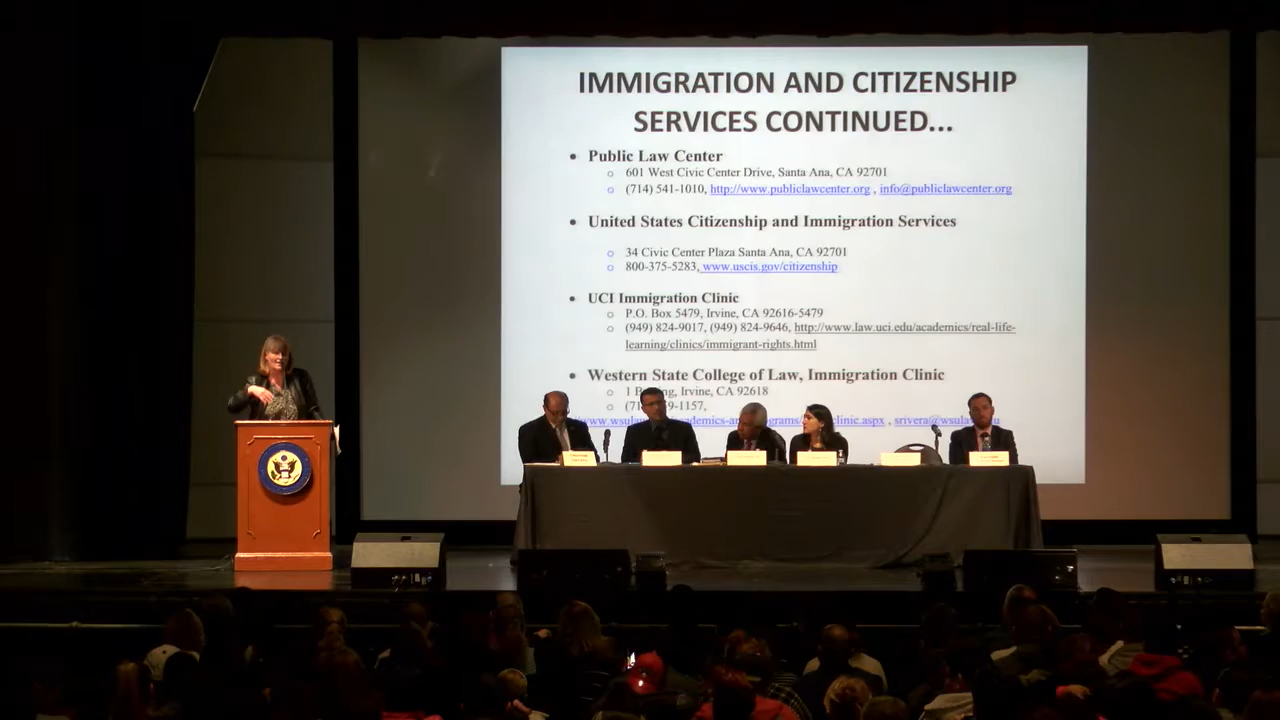 IMMIGRATION AND CITIZENSHIP
SERVICES CONTINUED...
Public Law Center
601 West Civic Center Drive, Santa Ana, CA 92701
(714) 541-1010, http://www.publiclawcenter.org , info@publiclawcenter.org
United States Citizenship and Immigration Services
34 Civic Center Plaza Santa Ana, CA 92701
800-375-5283, www.uscis.gov/citizenship
UCI Immigration Clinic
P.O. Box 5479, Irvine, CA 92616-5479
(949) 824-9017, (949) 824-9646, http://www.law.uci.edu/academics/real-life-
learning/clinics/immigrant-rights.html
Western State College of Law, Immigration Clinic
1 Irvine, CA 92618